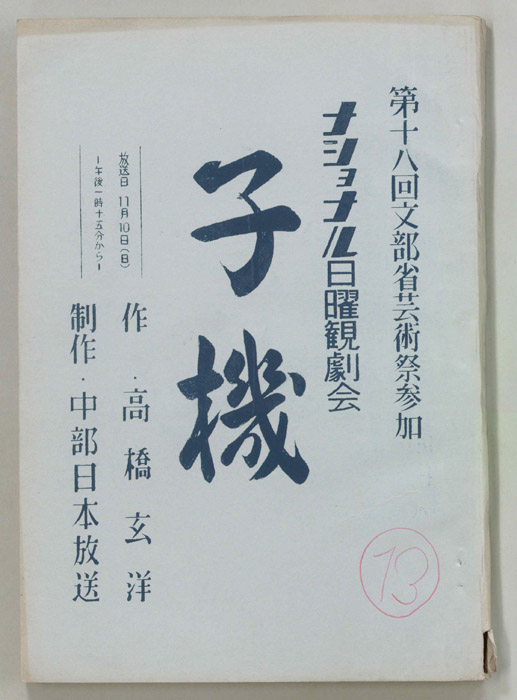 第十八回文部省芸術祭参加
ナショナル日曜観劇会
子機
放送日 11月10日(日)
ー午後一時十五分からー
作・高橋玄洋
制作・中部日本放送
13